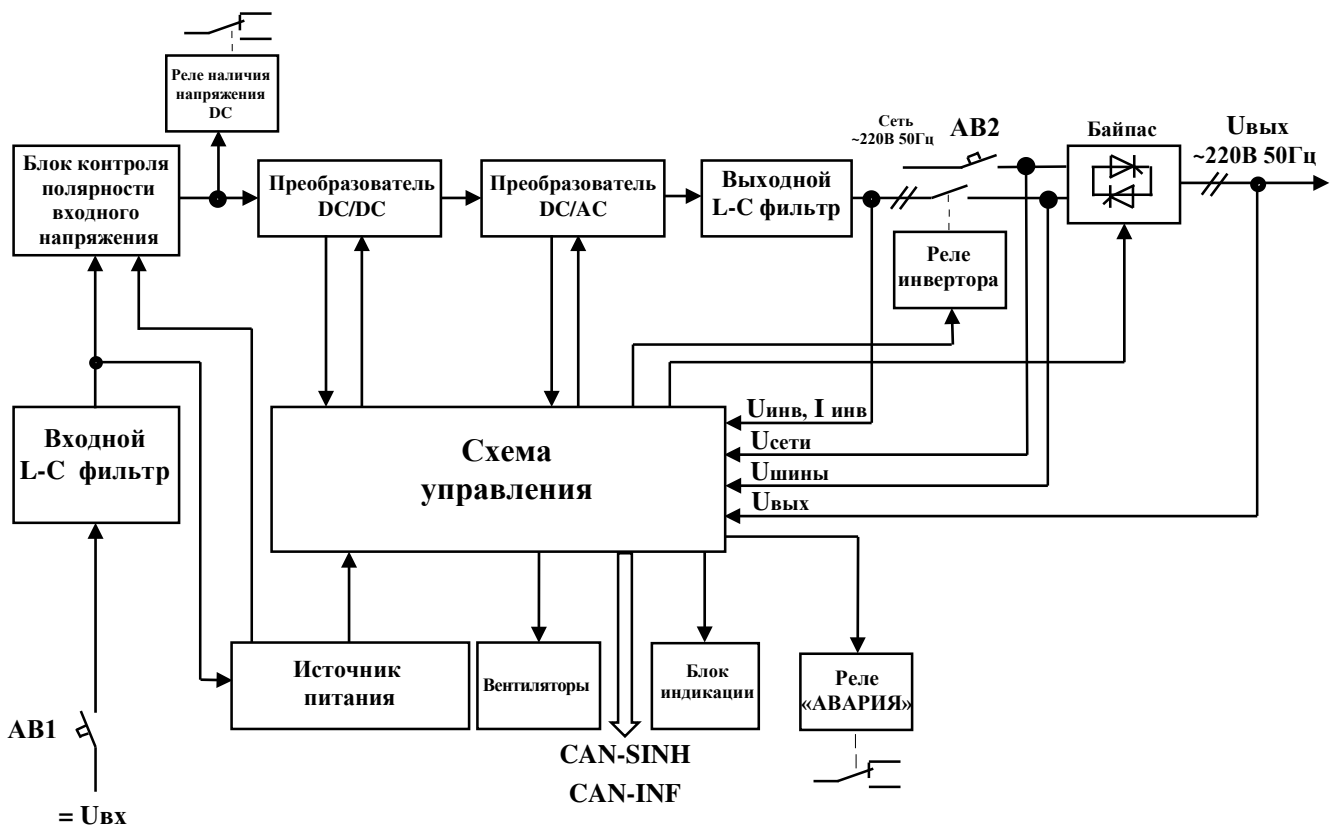 Реле наличия
напряжения
DC
Сеть
~220В 50Гц
АВ2
Байпас
Uвых
~220В 50Гц
Блок контроля
полярности
входного
напряжения
Преобразователь
DC/DC
Преобразователь
DC/AC
Выходной
L-C фильтр
Реле
инвертора
Входной
L-C фильтр
Схема
управления
Uинв, I инв
Uсети
Uшины
Uвых
Источник
питания
Вентиляторы
Блок
индикации
Реле
«АВАРИЯ»
АВ1
CAN-SINH
CAN-INF
= Uвх